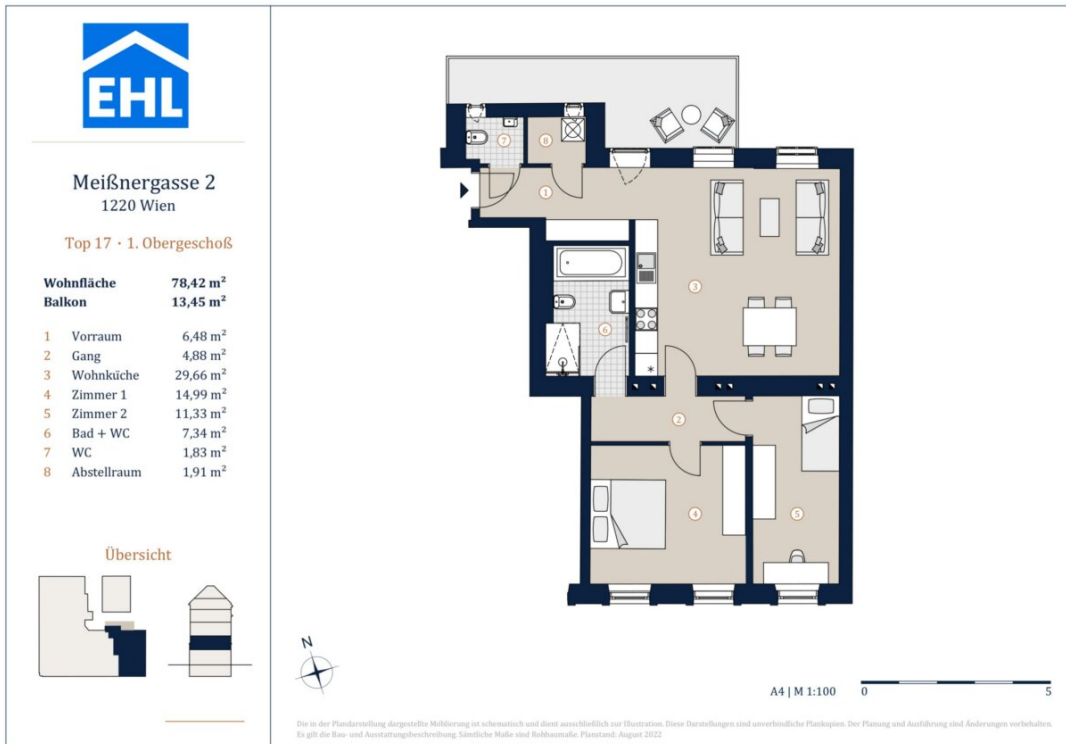 EHL
Meißnergasse 2
1220 Wien
Top 17 · 1. Obergeschoß
Wohnfläche 78,42 m²
Balkon 13,45 m²
1 Vorraum 6,48 m²
2 Gang 4,88 m²
3 Wohnküche 29,66 m²
4 Zimmer 1 14,99 m²
5 Zimmer 2 11,33 m²
6 Bad + WC 7,34 m²
7 WC 1,83 m²
8 Abstellraum 1,91 m²
Übersicht
7
8
1
3
6
2
4
5
N
A4 | M 1:100
0
5
Die in der Plandarstellung dargestellte Möblierung ist schematisch und dient ausschließlich zur Illustration. Diese Darstellungen sind unverbindliche Plankopien. Der Planung und Ausführung sind Änderungen vorbehalten.
Es gilt die Bau- und Ausstattungsbeschreibung. Sämtliche Maße sind Rohbaumaße. Planstand: August 2022